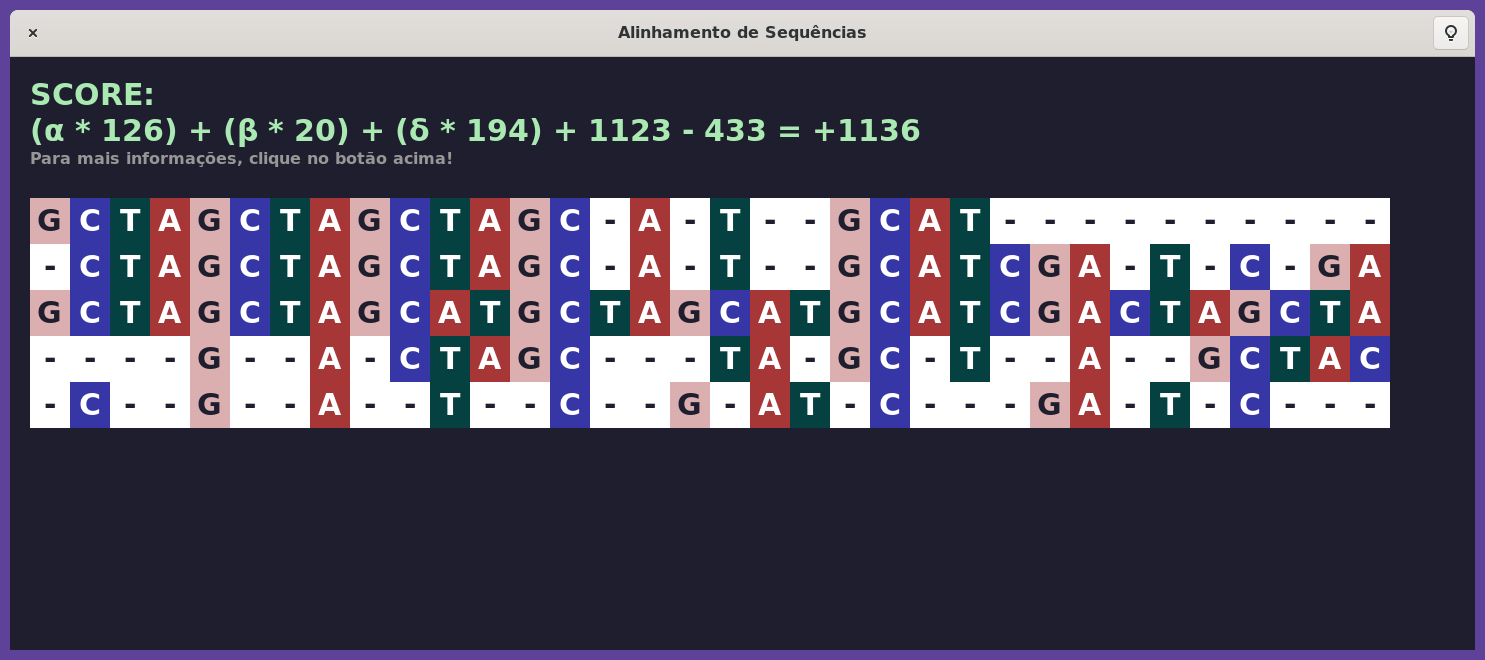 Alinhamento de Sequências
SCORE:
(α * 126) + (β * 20) + (δ * 194) + 1123 - 433 = +1136
Para mais informações, clique no botão acima!
G C T A G C T A G C T A G C - A - T - - G C A T - - - - - - - - - -
- C T A G C T A G C T A G C - A - T - - G C A T C G A - T - C - G A
G C T A G C T A G C A T G C T A G C A T G C A T C G A C T A G C T A
- - - - G - - A - C T A G C - - - T A - G C - T - - A - - G C T A C
- C - - G - - A - - T - - C - - G - A T - C - - - G A - T - C - - -